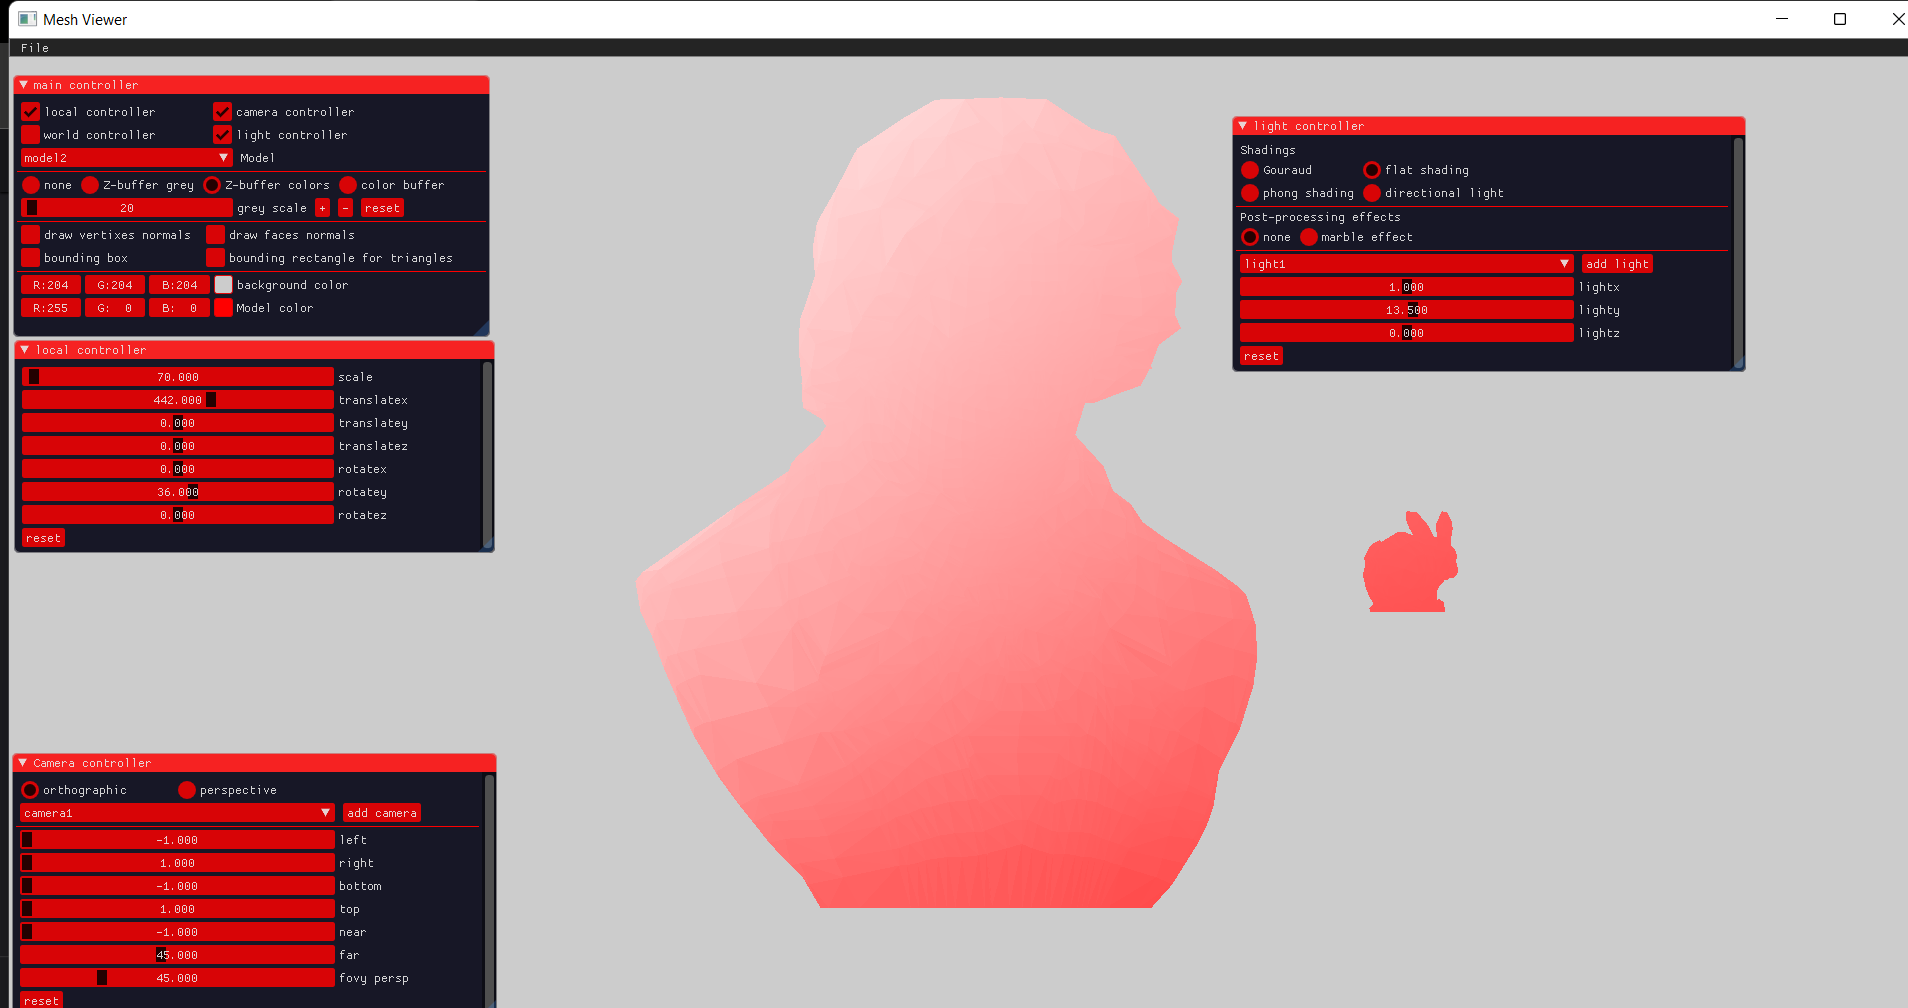 Mesh Viewer
File
main controller
local controller camera controller
world controller light controller
model2 Model
none Z-buffer grey Z-buffer colors color buffer
20 grey scale + - reset
draw vertixes normals draw faces normals
bounding box bounding rectangle for triangles
R:204 G:204 B:204 background color
R:255 G: 0 B: 0 Model color
local controller
70.000 scale
442.000 translatex
0.000 translatey
0.000 translatez
0.000 rotatex
36.000 rotatey
0.000 rotatez
reset
Camera controller
orthographic perspective
camera1 add camera
-1.000 left
1.000 right
-1.000 bottom
1.000 top
-1.000 near
45.000 far
45.000 fovy persp
reset
light controller
Shadings
Gouraud flat shading
phong shading directional light
Post-processing effects
none marble effect
light1 add light
1.000 lightx
13.500 lighty
0.000 lightz
reset